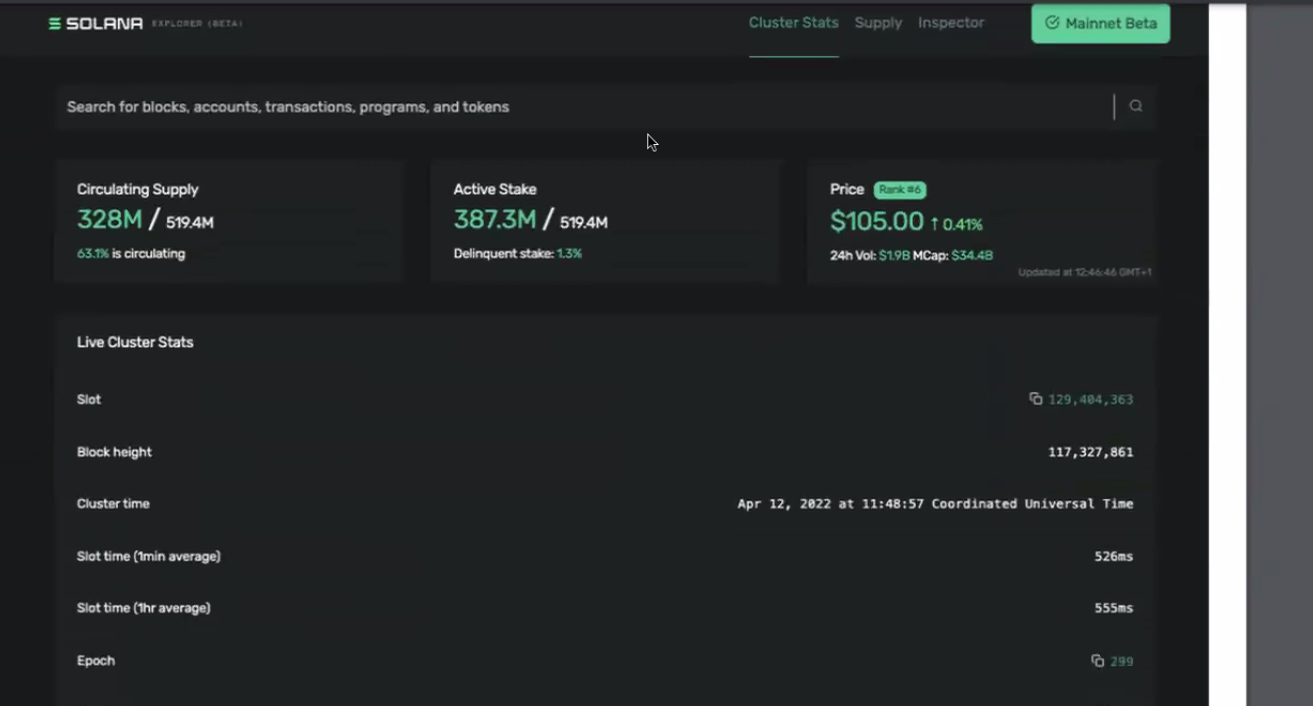 SOLANA EXPLORER (BETA)
Cluster Stats Supply Inspector Mainnet Beta
Search for blocks, accounts, transactions, programs, and tokens
Circulating Supply
328M / 519.4M
63.1% is circulating
Active Stake
387.3M / 519.4M
Delinquent stake: 1.3%
Price Rank #6
$105.00 ↑ 0.41%
24h Vol: $1.9B MCap: $34.4B
Updated at 12:46:46 GMT+1
Live Cluster Stats
Slot 129,404,363
Block height 117,327,861
Cluster time Apr 12, 2022 at 11:48:57 Coordinated Universal Time
Slot time (1min average) 526ms
Slot time (1hr average) 555ms
Epoch 299